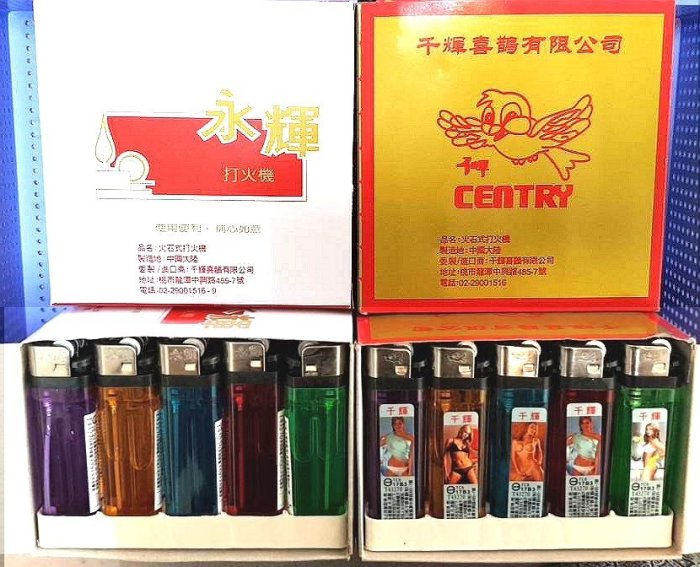 永輝
打火機
使用便利、稱心如意
品名:火石式打火機
製造地:中國大陸
委製/進口商:千輝喜鵲有限公司
地址:桃市龍潭中興路485-7號
電話:02-29001516-9
千輝喜鵲有限公司
千輝
CENTRY
品名:火石式打火機
製造地:中國大陸
委製/進口商:千輝喜鵲有限公司
地址:桃市龍潭中興路485-7號
電話:02-29001516
千輝
千輝
千輝
千輝
千輝